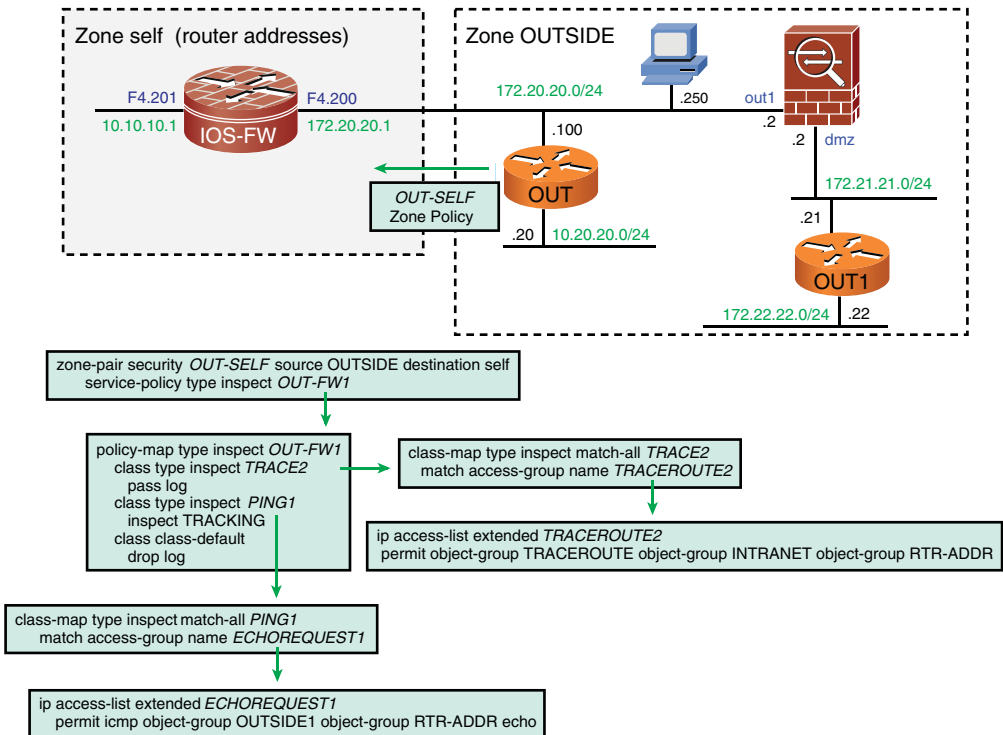 Zone self (router addresses)
Zone OUTSIDE
F4.201
F4.200
10.10.10.1
IOS-FW
172.20.20.1
172.20.20.0/24
.250
out1
.2
.2
dmz
.100
OUT
OUT-SELF
Zone Policy
.20
10.20.20.0/24
172.21.21.0/24
.21
OUT1
172.22.22.0/24
.22
zone-pair security OUT-SELF source OUTSIDE destination self
service-policy type inspect OUT-FW1
policy-map type inspect OUT-FW1
class type inspect TRACE2
pass log
class type inspect PING1
inspect TRACKING
class class-default
drop log
class-map type inspect match-all TRACE2
match access-group name TRACEROUTE2
ip access-list extended TRACEROUTE2
permit object-group TRACEROUTE object-group INTRANET object-group RTR-ADDR
class-map type inspect match-all PING1
match access-group name ECHOREQUEST1
ip access-list extended ECHOREQUEST1
permit icmp object-group OUTSIDE1 object-group RTR-ADDR echo